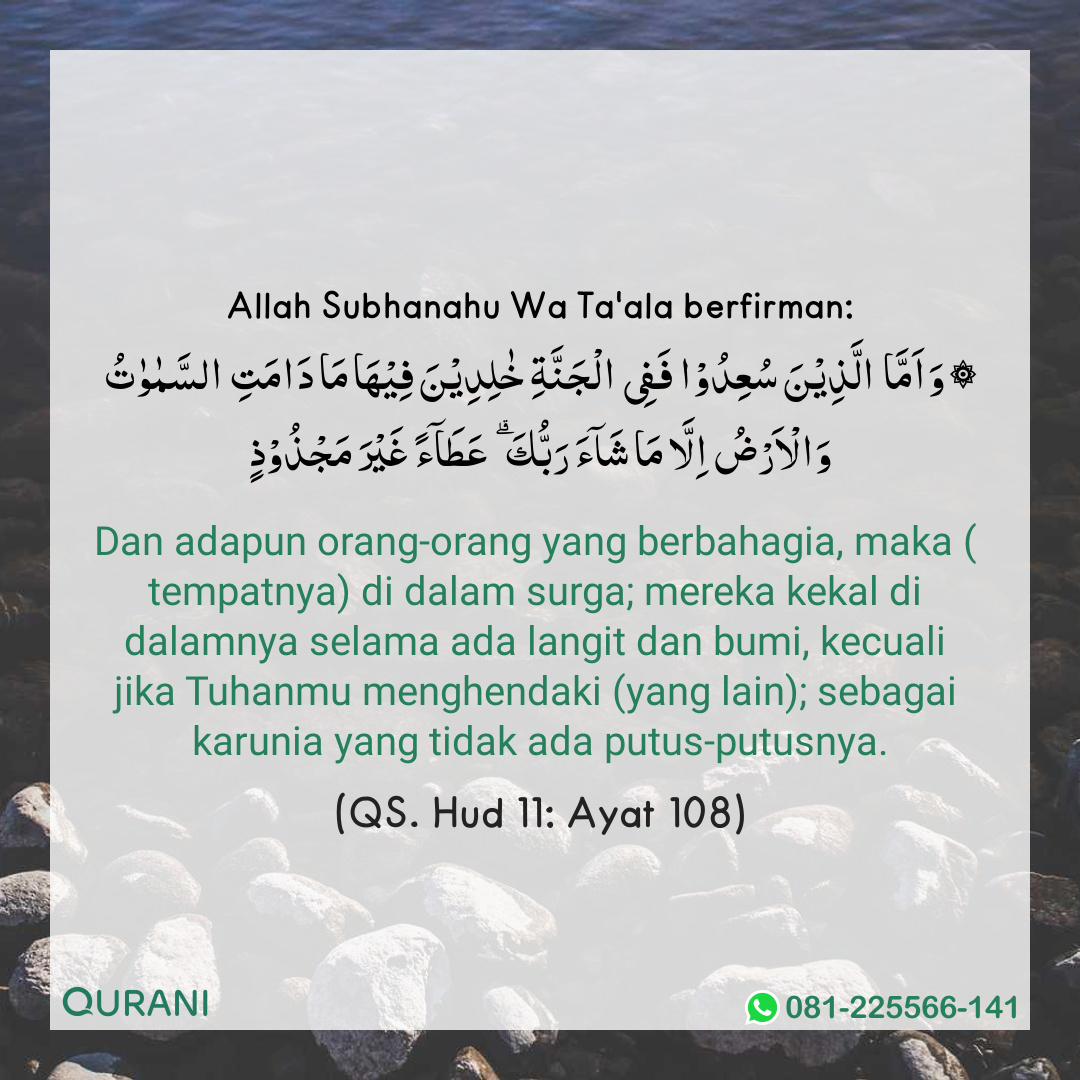 Allah Subhanahu Wa Ta'ala berfirman:
۞ وَاَمَّا الَّذِيْنَ سُعِدُوْا فَفِى الْجَنَّةِ خٰلِدِيْنَ فِيْهَا مَا دَامَتِ السَّمٰوٰتُ
وَالْاَرْضُ اِلَّا مَا شَآءَ رَبُّكَ ۗ عَطَآءً غَيْرَ مَجْذُوْذٍ
Dan adapun orang-orang yang berbahagia, maka (
tempatnya) di dalam surga; mereka kekal di
dalamnya selama ada langit dan bumi, kecuali
jika Tuhanmu menghendaki (yang lain); sebagai
karunia yang tidak ada putus-putusnya.
(QS. Hud 11: Ayat 108)
QURANI
081-225566-141